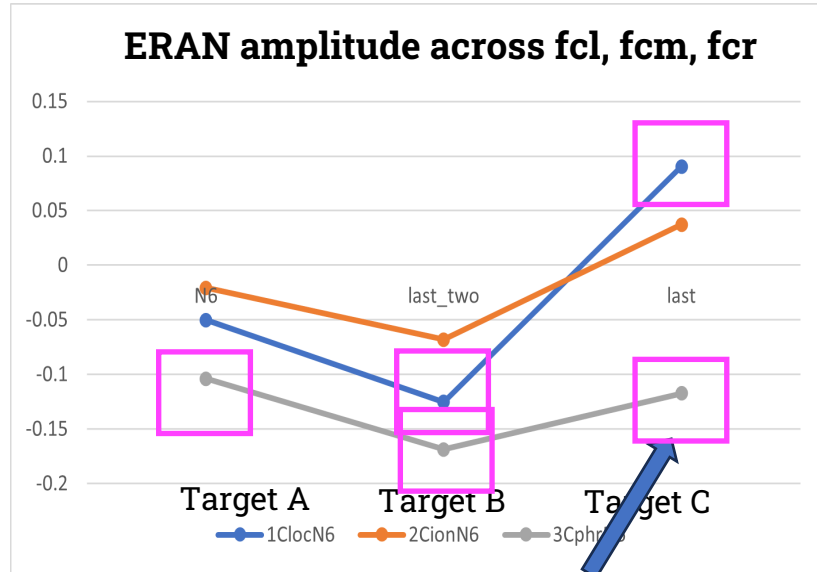 ERAN amplitude across fcl, fcm, fcr
0.15
0.1
0.05
0
N6 last_two last
-0.05
-0.1
-0.15
-0.2
Target A Target B Target C
1ClocN6 2CionN6